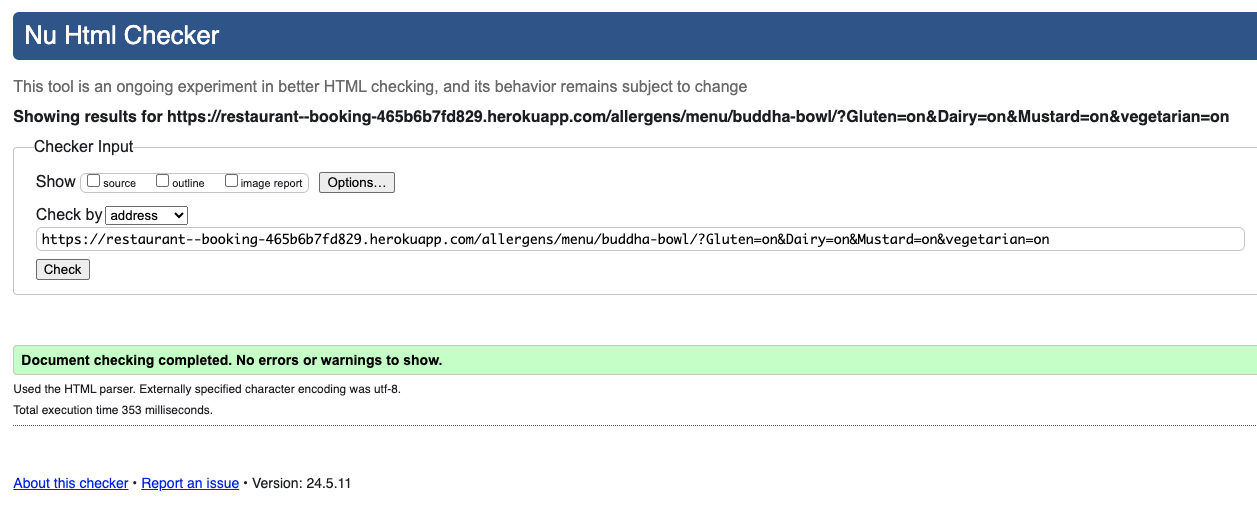 Nu Html Checker
This tool is an ongoing experiment in better HTML checking, and its behavior remains subject to change
Showing results for https://restaurant--booking-465b6b7fd829.herokuapp.com/allergens/menu/buddha-bowl/?Gluten=on&Dairy=on&Mustard=on&vegetarian=on
Checker Input
Show source outline image report Options...
Check by address
https://restaurant--booking-465b6b7fd829.herokuapp.com/allergens/menu/buddha-bowl/?Gluten=on&Dairy=on&Mustard=on&vegetarian=on
Check
Document checking completed. No errors or warnings to show.
Used the HTML parser. Externally specified character encoding was utf-8.
Total execution time 353 milliseconds.
About this checker • Report an issue • Version: 24.5.11